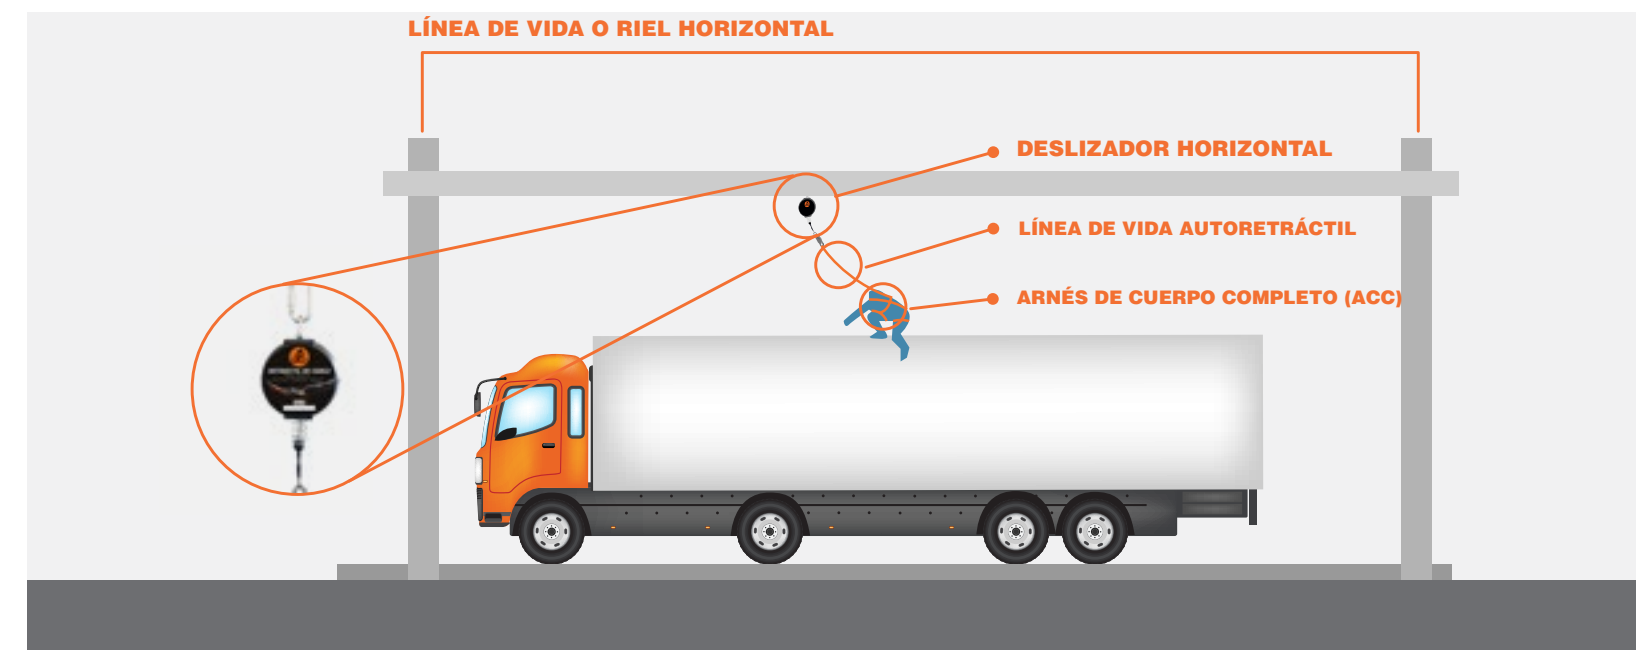 LÍNEA DE VIDA O RIEL HORIZONTAL
DESLIZADOR HORIZONTAL
LÍNEA DE VIDA AUTORETRÁCTIL
ARNÉS DE CUERPO COMPLETO (ACC)